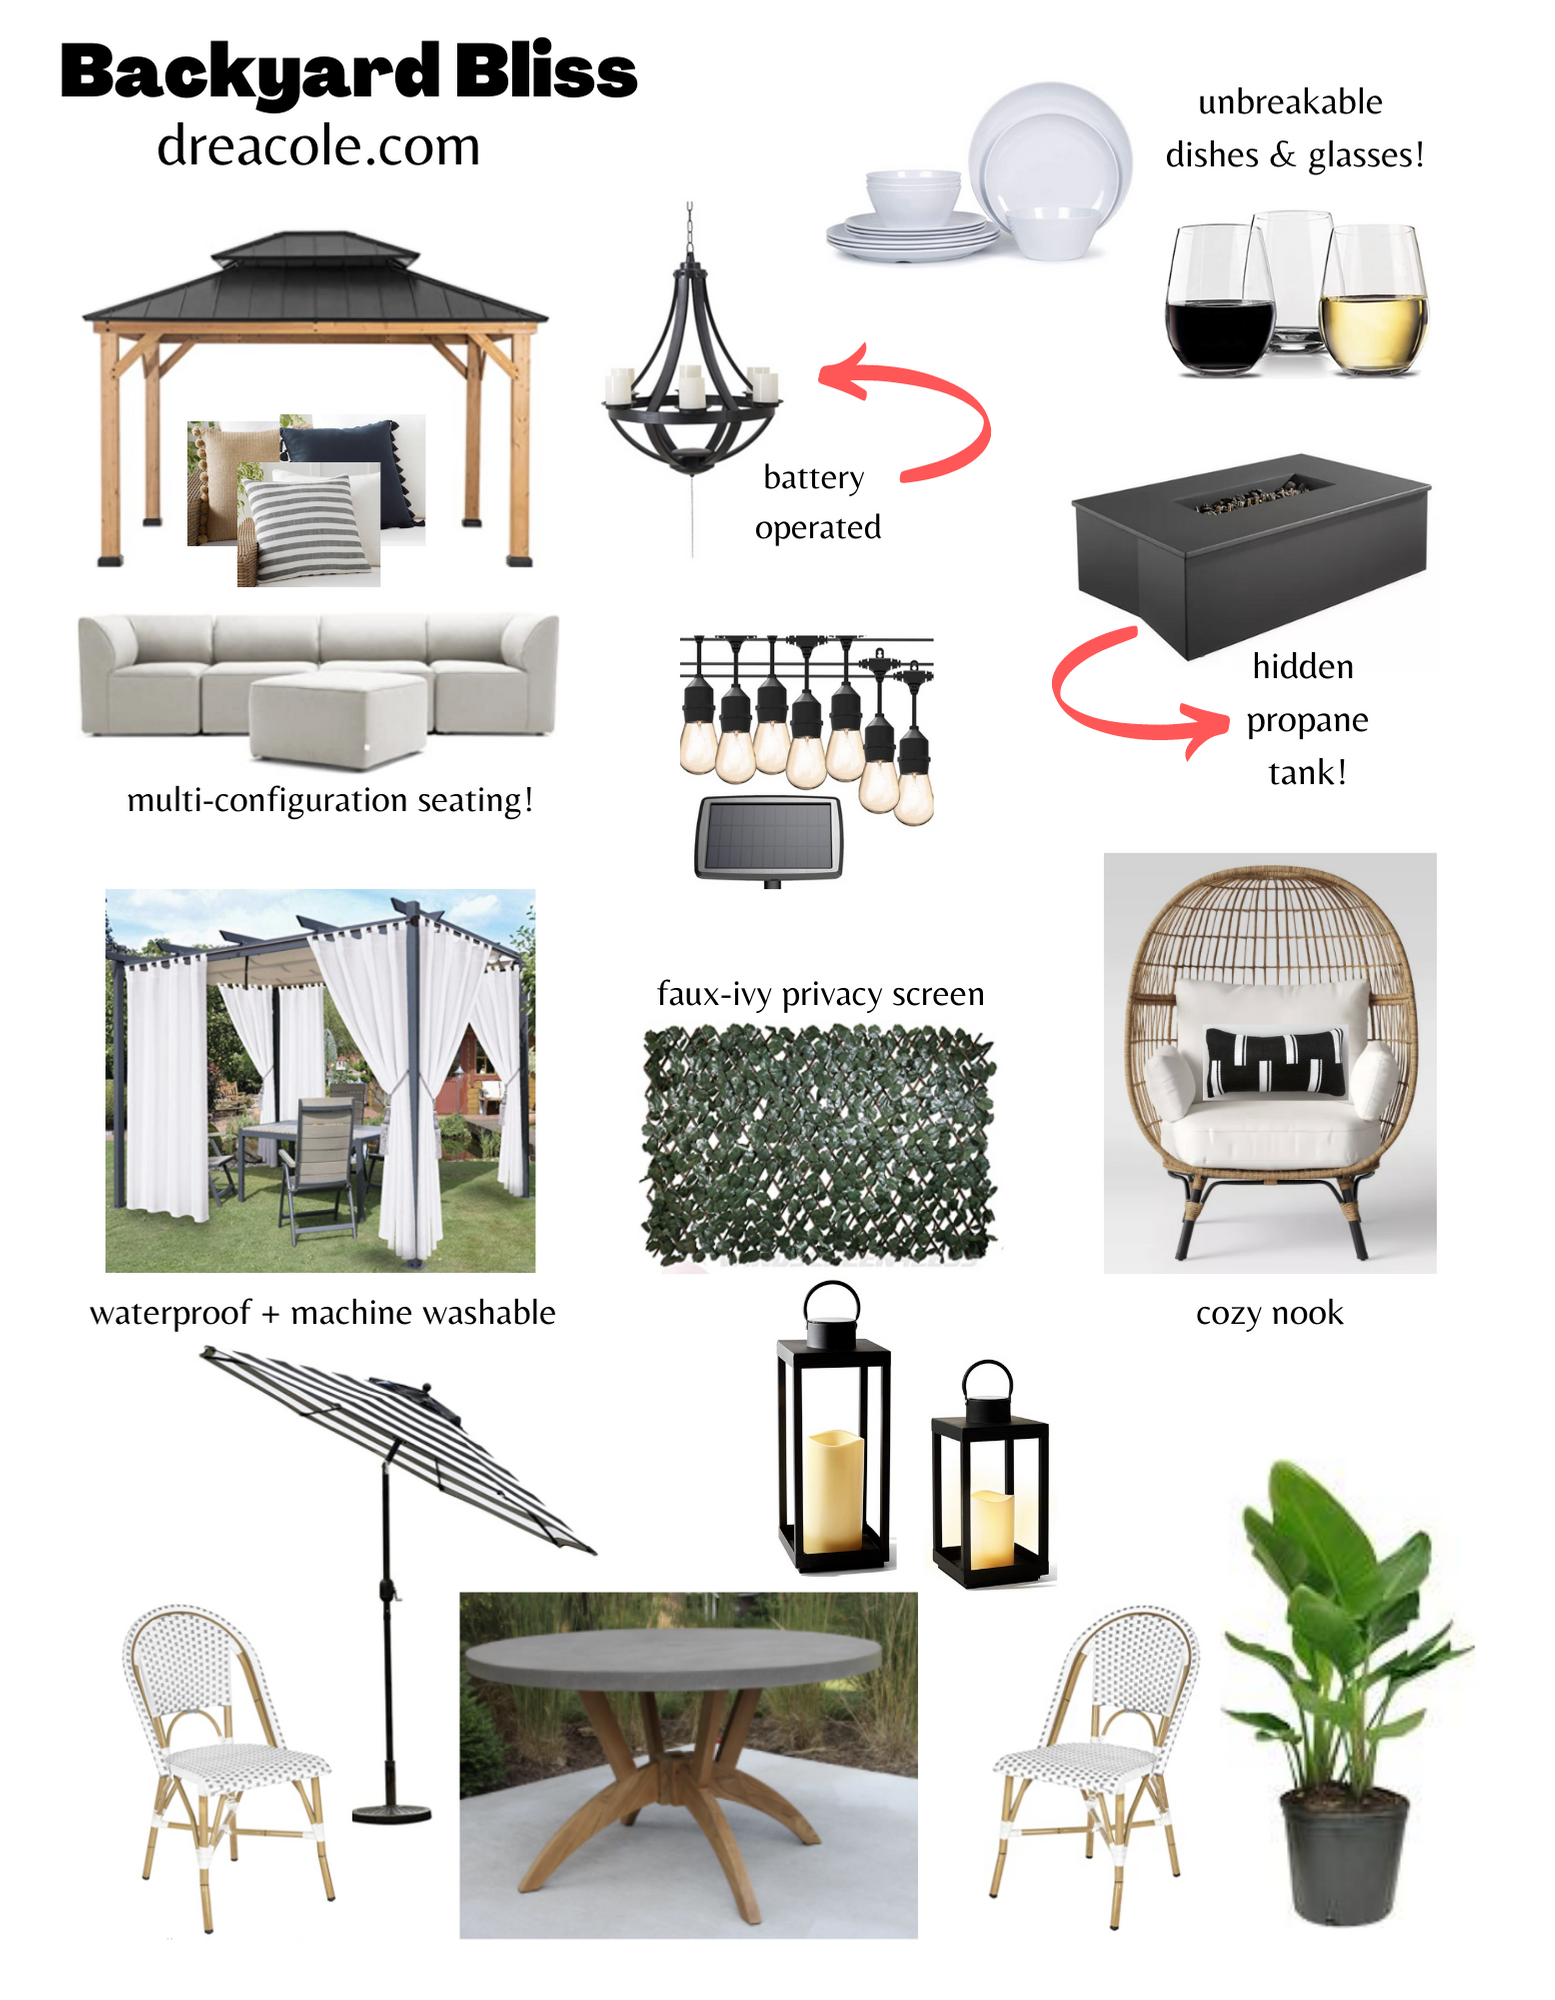 Backyard Bliss
dreacole.com
unbreakable
dishes & glasses!
battery
operated
hidden
propane
tank!
multi-configuration seating!
faux-ivy privacy screen
waterproof + machine washable
cozy nook